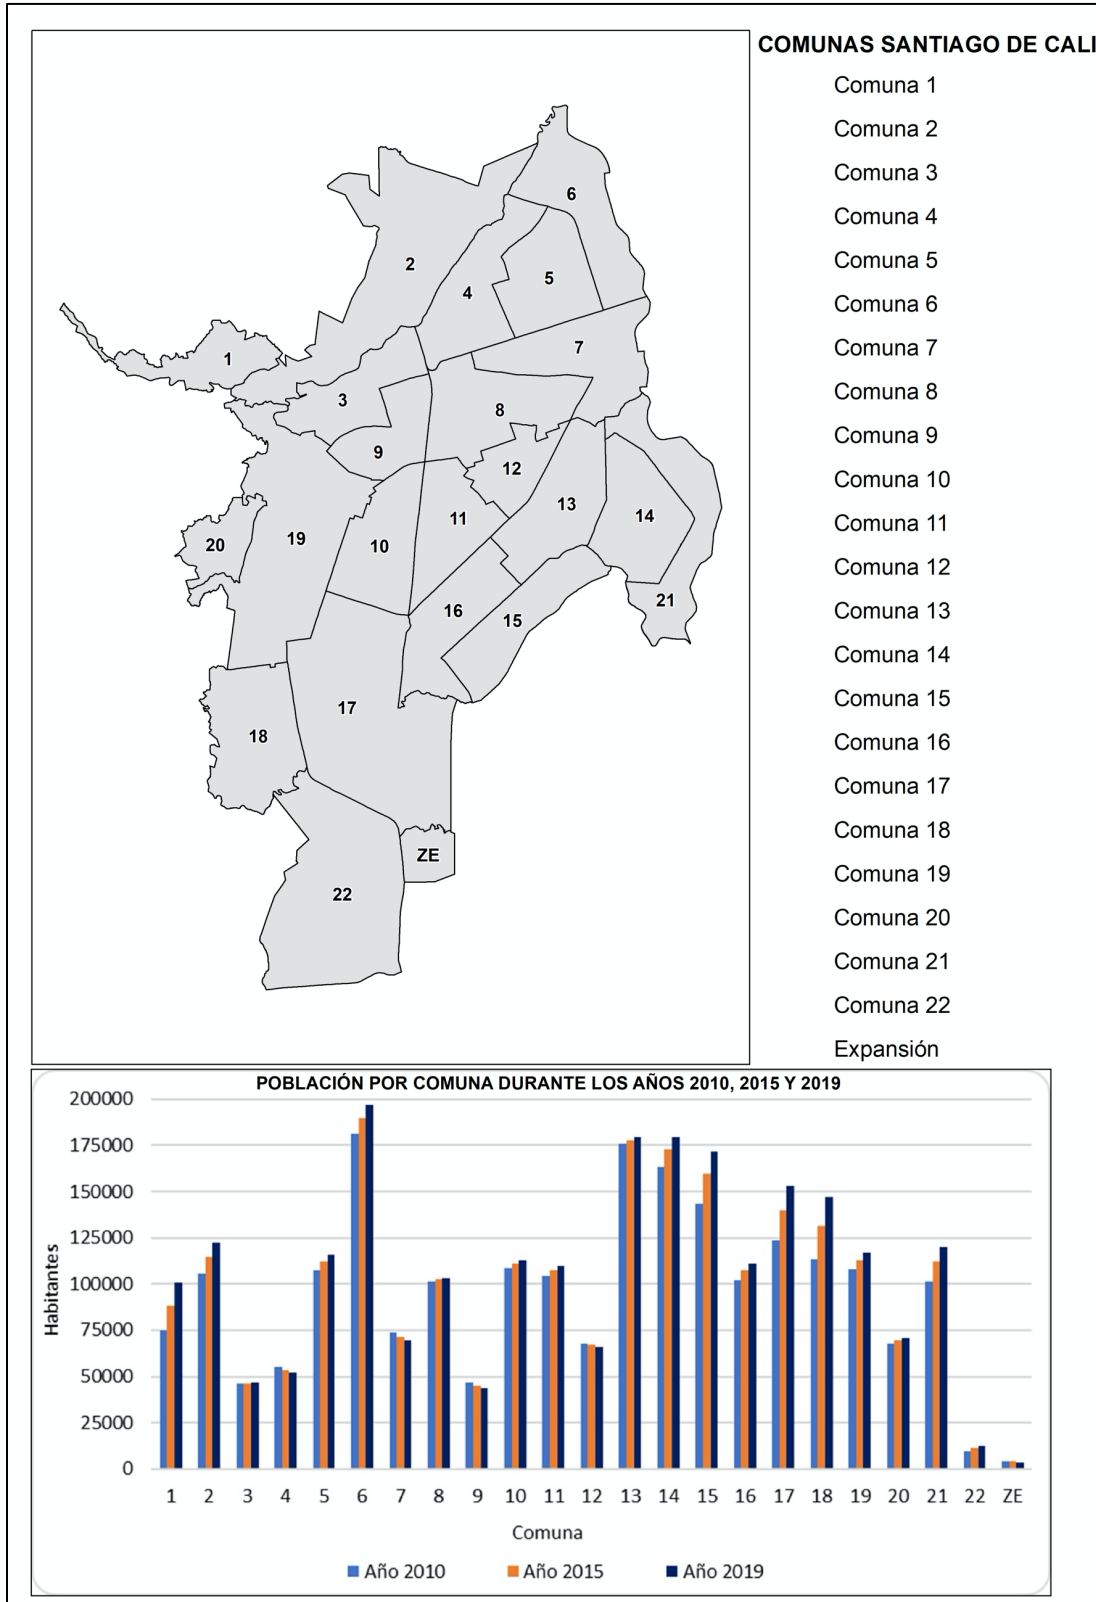 COMUNAS SANTIAGO DE CALI
Comuna 1
Comuna 2
Comuna 3
Comuna 4
Comuna 5
Comuna 6
Comuna 7
Comuna 8
Comuna 9
Comuna 10
Comuna 11
Comuna 12
Comuna 13
Comuna 14
Comuna 15
Comuna 16
Comuna 17
Comuna 18
Comuna 19
Comuna 20
Comuna 21
Comuna 22
Expansión
6
2
5
4
7
1
3
8
9
12
13
14
11
20
19
10
21
16
15
17
18
ZE
22
POBLACIÓN POR COMUNA DURANTE LOS AÑOS 2010, 2015 Y 2019
Habitantes
200000
175000
150000
125000
100000
75000
50000
25000
0
1 2 3 4 5 6 7 8 9 10 11 12 13 14 15 16 17 18 19 20 21 22 ZE
Comuna
Año 2010 Año 2015 Año 2019